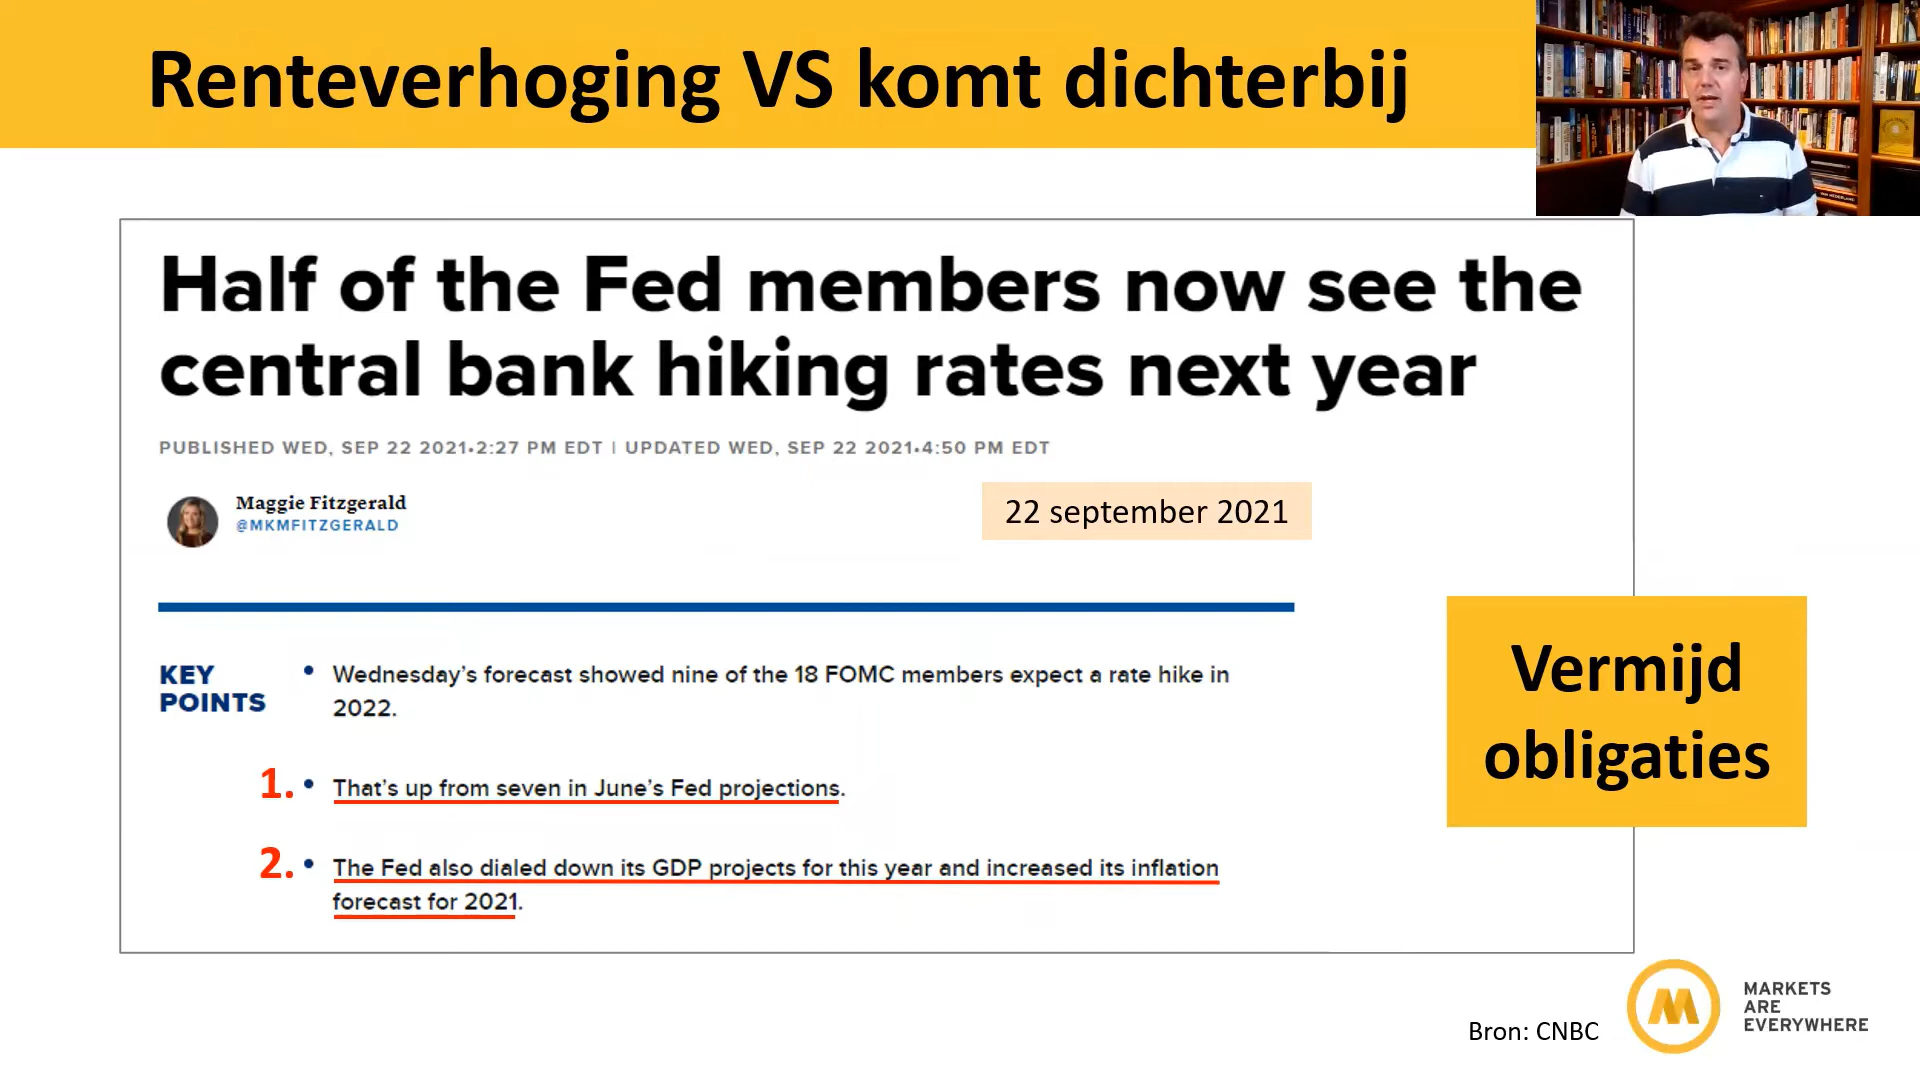 Renteverhoging VS komt dichterbij
Half of the Fed members now see the
central bank hiking rates next year
PUBLISHED WED, SEP 22 2021•2:27 PM EDT | UPDATED WED, SEP 22 2021•4:50 PM EDT
Maggie Fitzgerald
@MKMFITZGERALD
22 september 2021
KEY
POINTS
• Wednesday's forecast showed nine of the 18 FOMC members expect a rate hike in
2022.
1. • That's up from seven in June's Fed projections.
2. • The Fed also dialed down its GDP projects for this year and increased its inflation
forecast for 2021.
Vermijd
obligaties
Bron: CNBC
MARKETS
ARE
EVERYWHERE